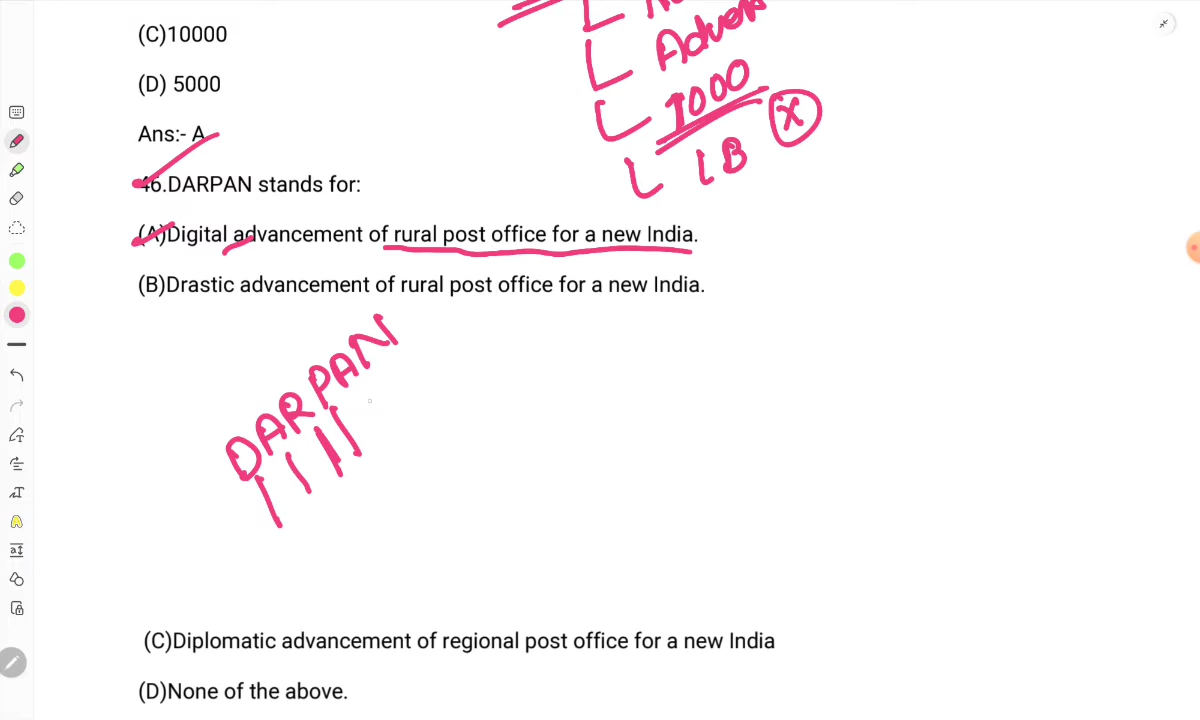 (C)10000
Adver
(D) 5000
1000
X
Ans:- A
LB
46.DARPAN stands for:
(A)Digital advancement of rural post office for a new India.
(B)Drastic advancement of rural post office for a new India.
DARPAN
(C)Diplomatic advancement of regional post office for a new India
(D)None of the above.